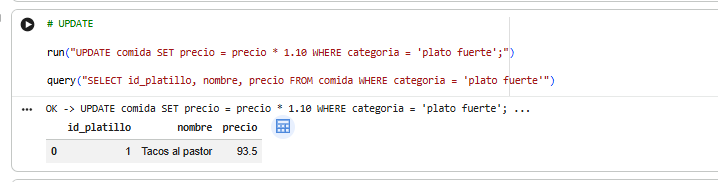 # UPDATE
run("UPDATE comida SET precio = precio * 1.10 WHERE categoria = 'plato fuerte';")
query("SELECT id_platillo, nombre, precio FROM comida WHERE categoria = 'plato fuerte'")
... OK -> UPDATE comida SET precio = precio * 1.10 WHERE categoria = 'plato fuerte'; ...
id_platillo nombre precio
0 1 Tacos al pastor 93.5